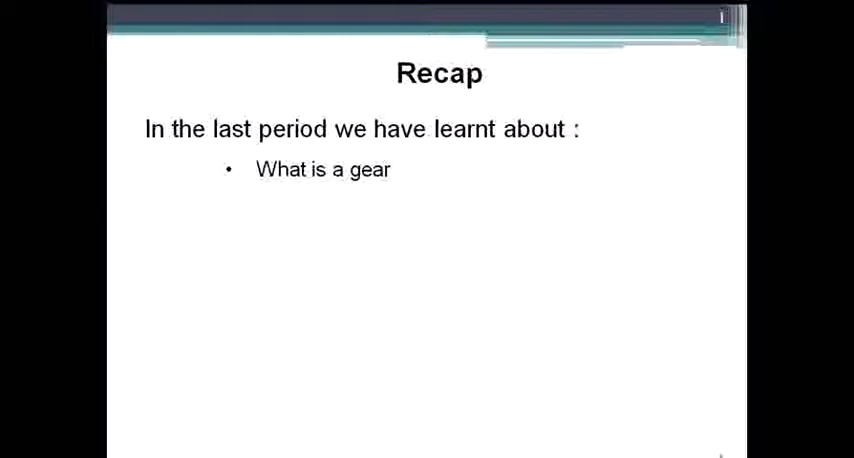 Recap
In the last period we have learnt about :
• What is a gear